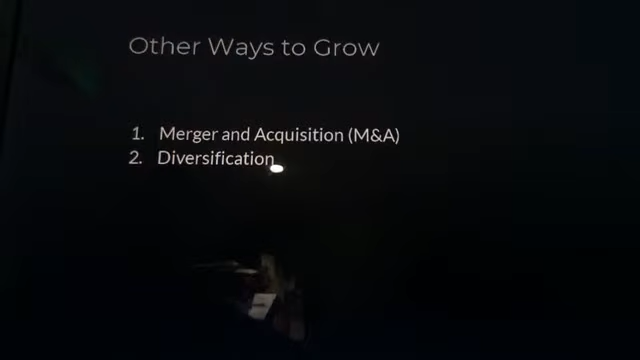 Other Ways to Grow
1. Merger and Acquisition (M&A)
2. Diversification